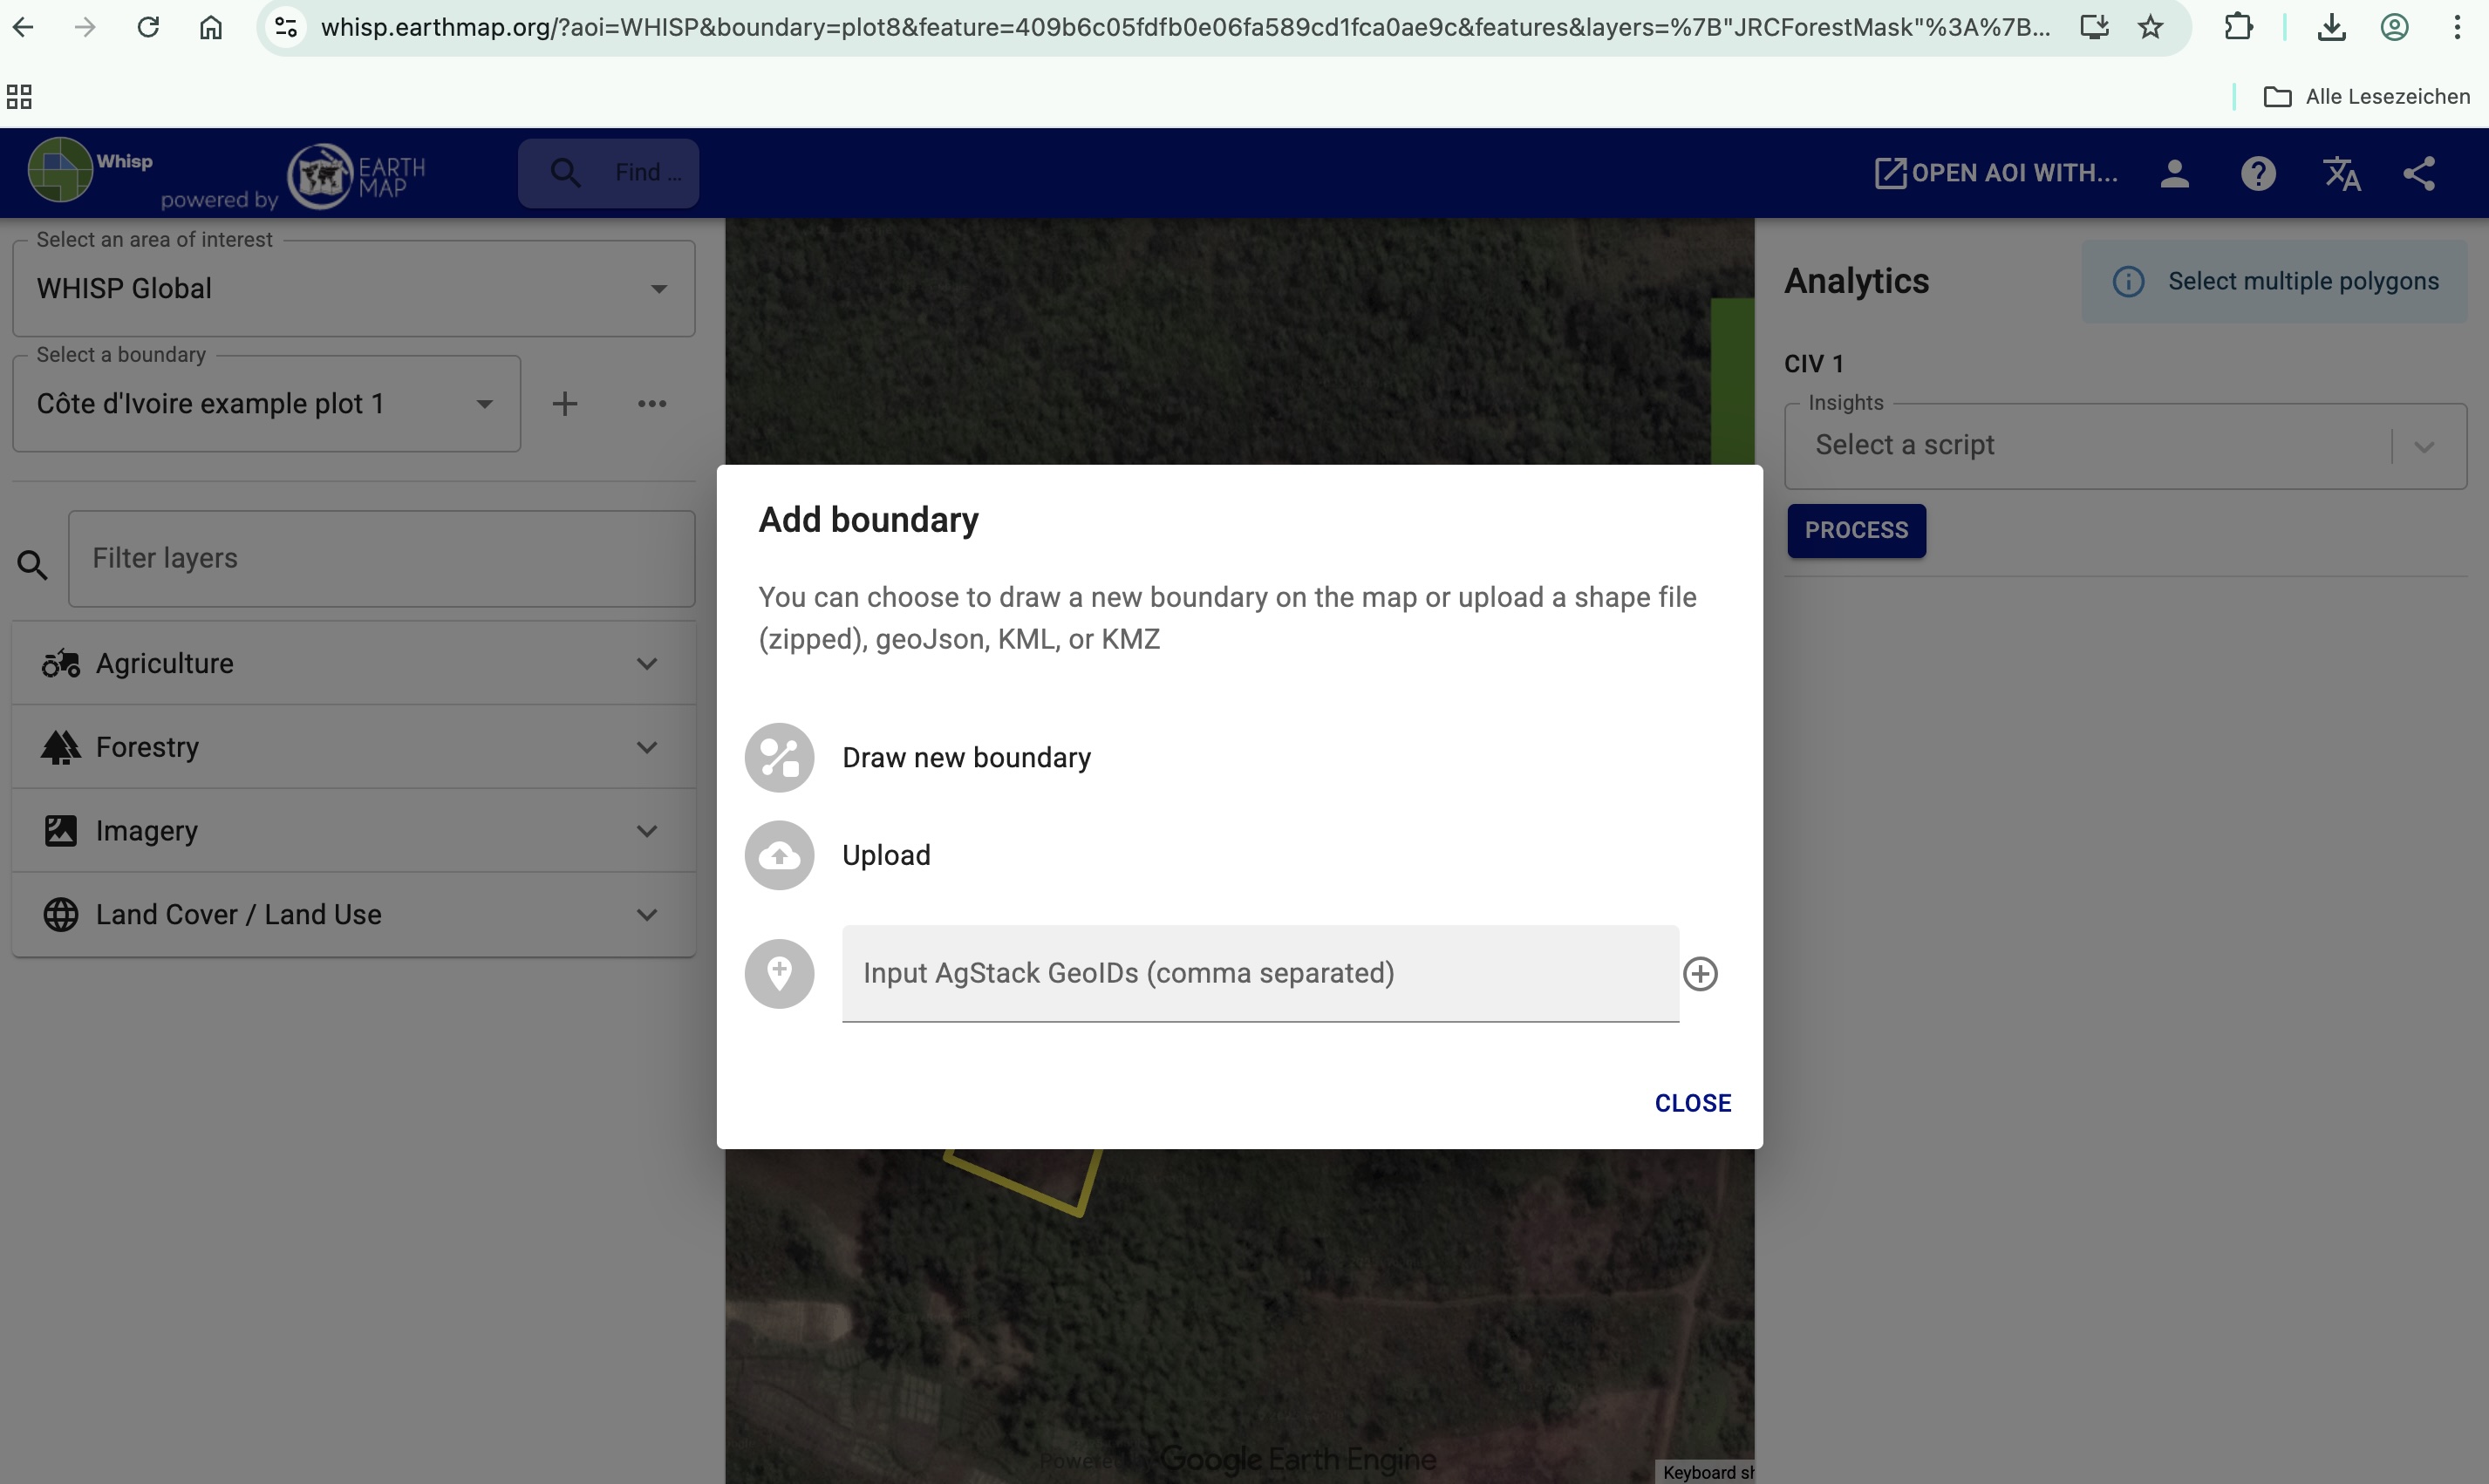 whisp.earthmap.org/?aoi=WHISP&boundary=plot8&feature=409b6c05fdfb0e06fa589cd1fca0ae9c&features&layers=%7B"JRCForestMask"%3A%7B...
Alle Lesezeichen
Whisp
powered by
EARTH
MAP
Find ...
OPEN AOI WITH...
Select an area of interest
WHISP Global
Select a boundary
Côte d'Ivoire example plot 1
Filter layers
Agriculture
Forestry
Imagery
Land Cover / Land Use
Add boundary
You can choose to draw a new boundary on the map or upload a shape file
(zipped), geoJson, KML, or KMZ
Draw new boundary
Upload
Input AgStack GeoIDs (comma separated)
CLOSE
Analytics
Select multiple polygons
CIV 1
Insights
Select a script
PROCESS
Google Earth Engine
Keyboard sh